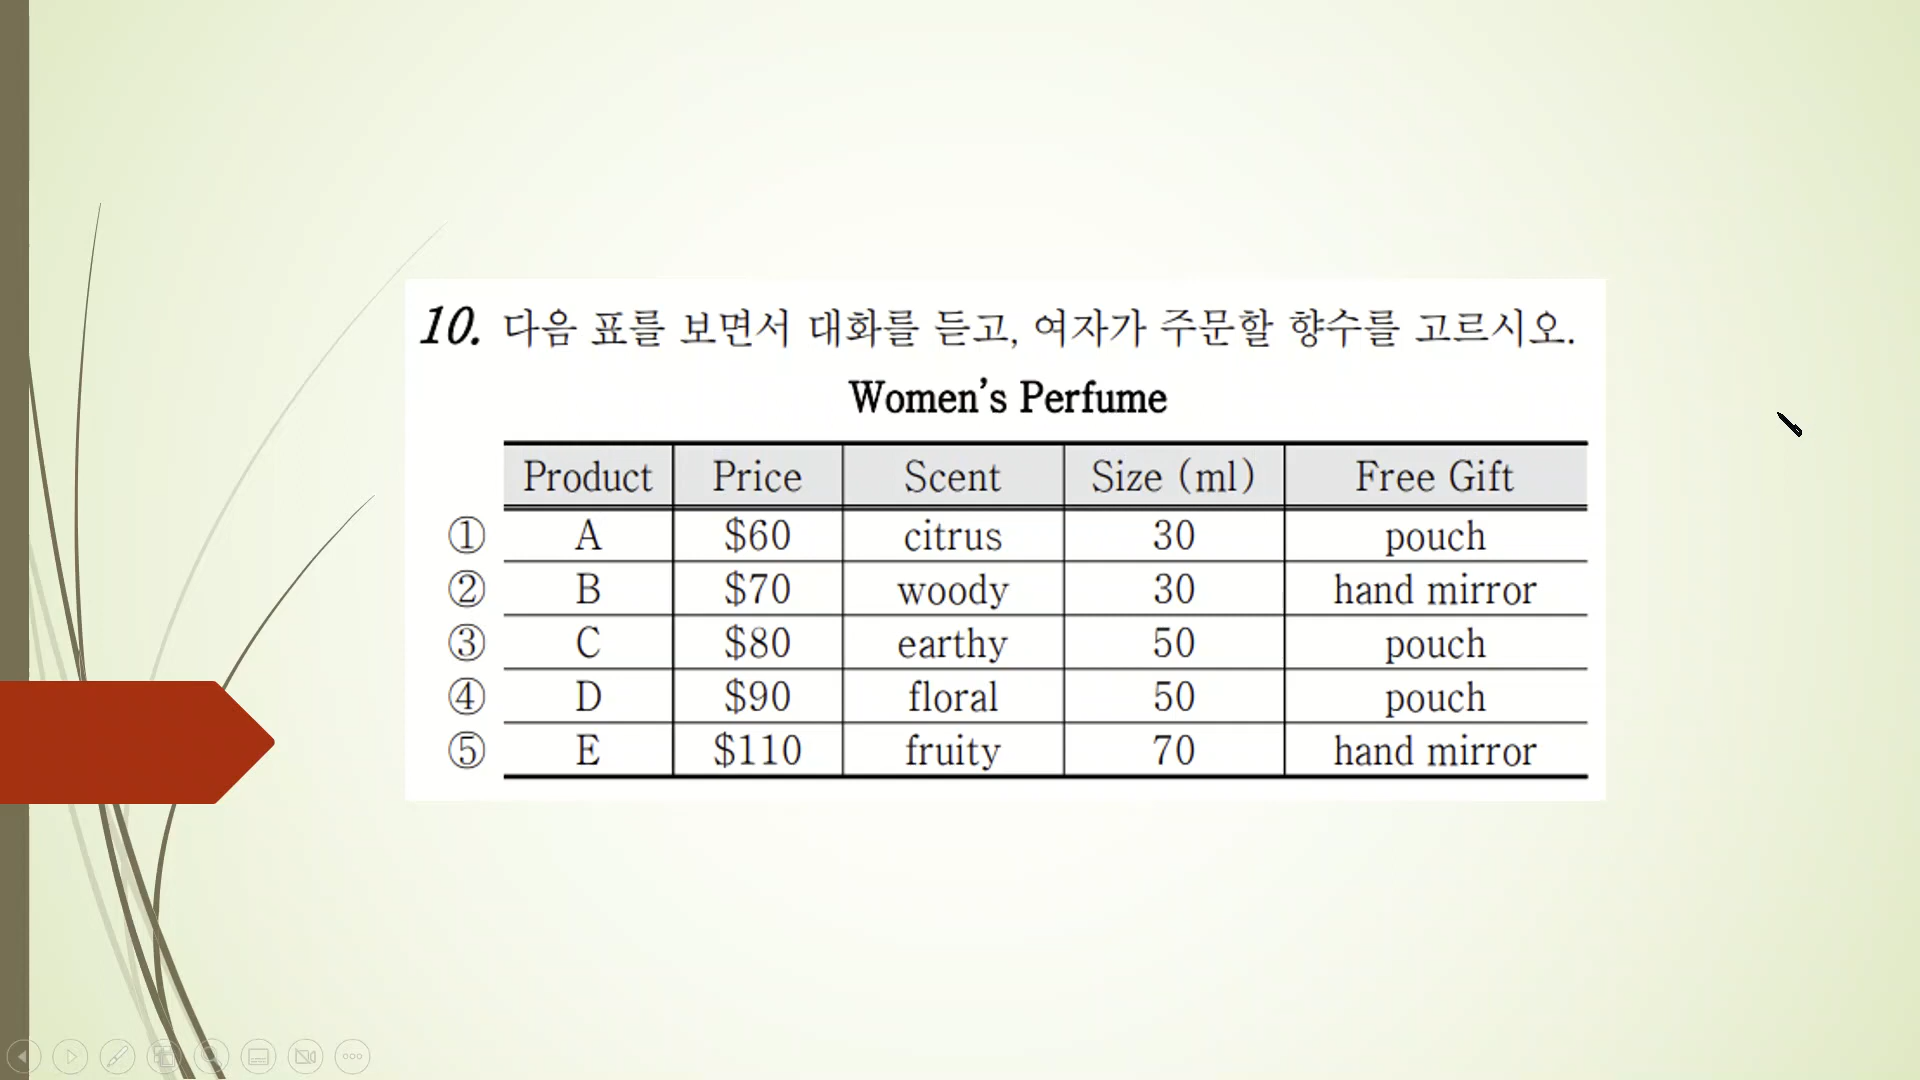 10. 다음 표를 보면서 대화를 듣고, 여자가 주문할 향수를 고르시오.
Women's Perfume
Product Price Scent Size (ml) Free Gift
① A $60 citrus 30 pouch
② B $70 woody 30 hand mirror
③ C $80 earthy 50 pouch
④ D $90 floral 50 pouch
⑤ E $110 fruity 70 hand mirror